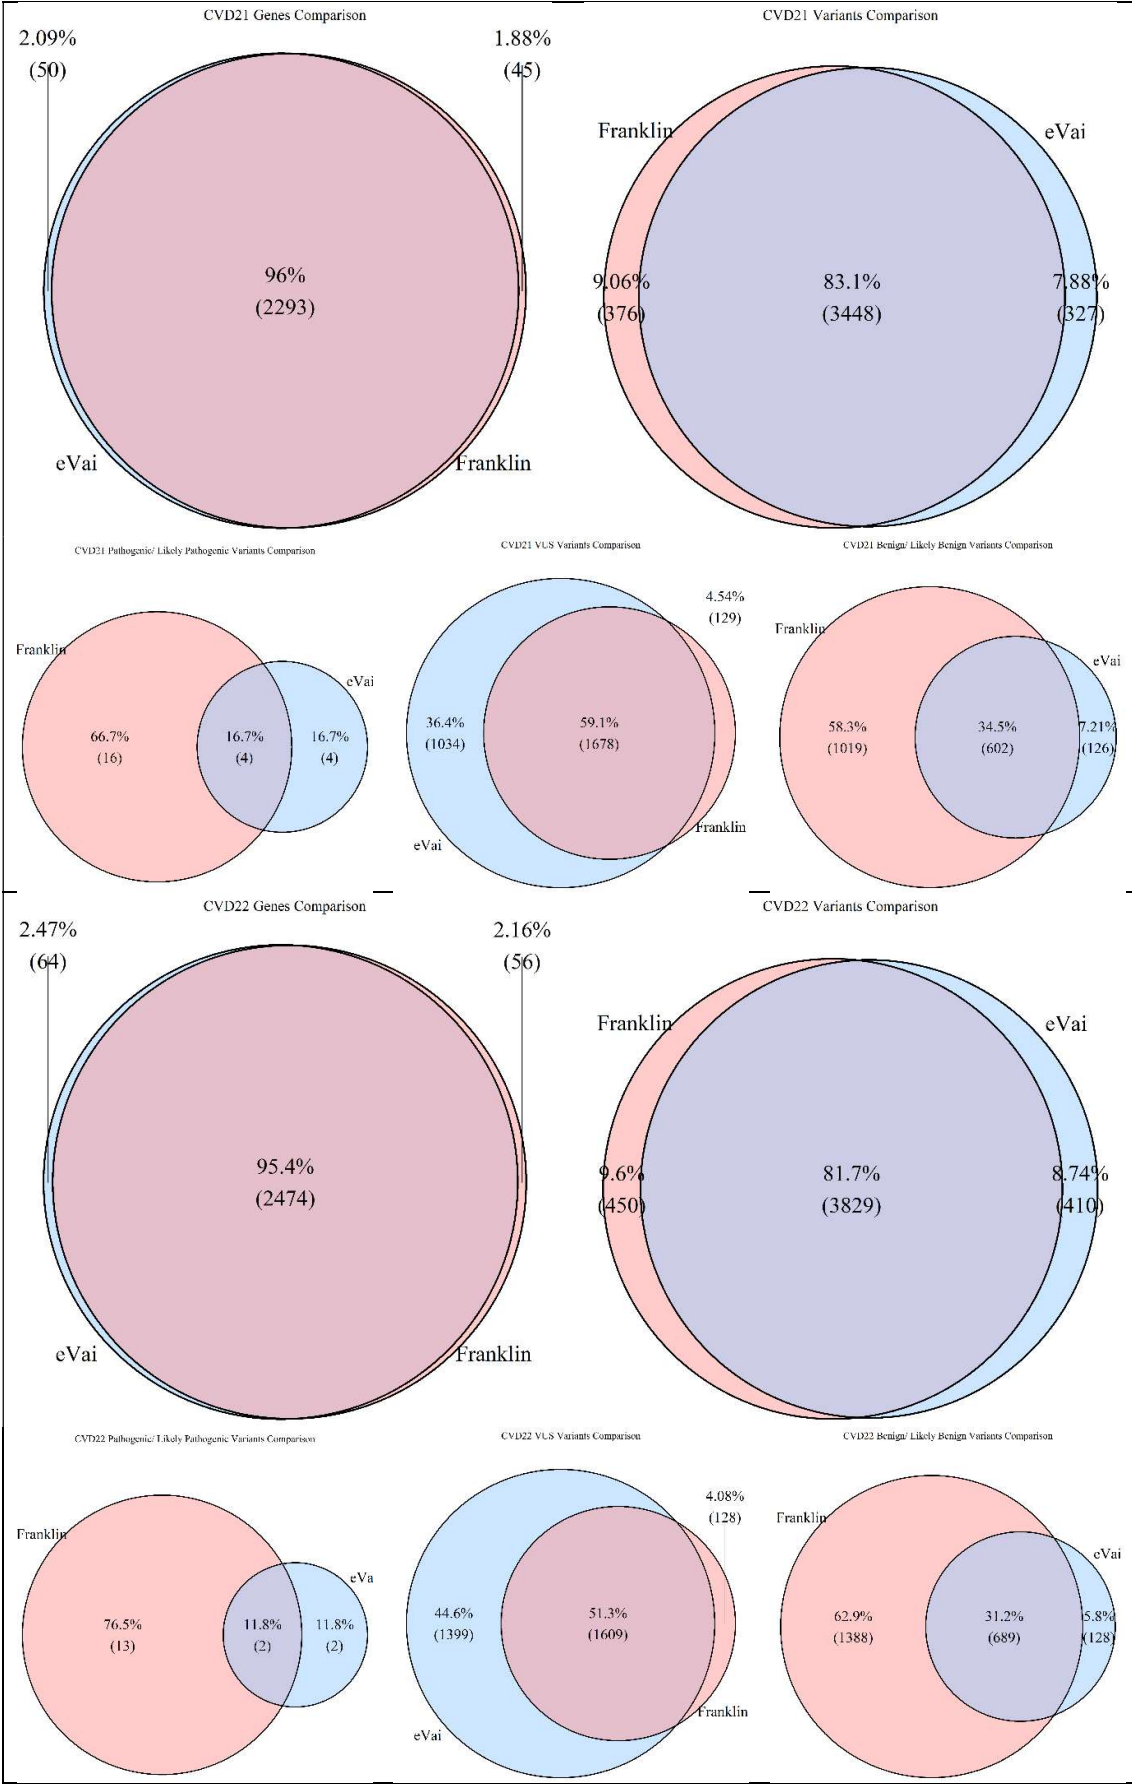 CVD21 Genes Comparison
2.09%
(50)
1.88%
(45)
96%
(2293)
eVai
Franklin
CVD21 Variants Comparison
Franklin
eVai
9.06%
(376)
83.1%
(3448)
7.88%
(327)
CVD21 Pathogenic/ Likely Pathogenic Variants Comparison
Franklin
eVai
66.7%
(16)
16.7%
(4)
16.7%
(4)
CVD21 VUS Variants Comparison
4.54%
(129)
36.4%
(1034)
59.1%
(1678)
eVai
Franklin
CVD21 Benign/ Likely Benign Variants Comparison
Franklin
eVai
58.3%
(1019)
34.5%
(602)
7.21%
(126)
CVD22 Genes Comparison
2.47%
(64)
2.16%
(56)
95.4%
(2474)
eVai
Franklin
CVD22 Variants Comparison
Franklin
eVai
9.6%
(450)
81.7%
(3829)
8.74%
(410)
CVD22 Pathogenic/ Likely Pathogenic Variants Comparison
Franklin
eVa
76.5%
(13)
11.8%
(2)
11.8%
(2)
CVD22 VUS Variants Comparison
4.08%
(128)
44.6%
(1399)
51.3%
(1609)
eVai
Franklin
CVD22 Benign/ Likely Benign Variants Comparison
Franklin
eVai
62.9%
(1388)
31.2%
(689)
5.8%
(128)